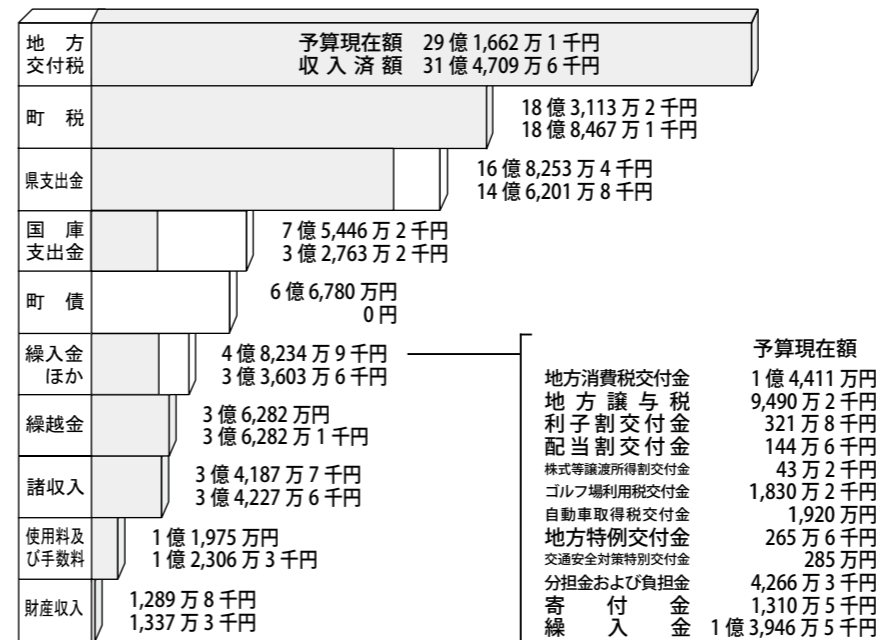 地方
交付税
予算現在額 29億1,662万1千円
収入済額 31億4,709万6千円
町税
18億3,113万2千円
18億8,467万1千円
県支出金
16億8,253万4千円
14億6,201万8千円
国庫
支出金
7億5,446万2千円
3億2,763万2千円
町債
6億6,780万円
0円
繰入金
ほか
4億8,234万9千円
3億3,603万6千円
繰越金
3億6,282万円
3億6,282万1千円
諸収入
3億4,187万7千円
3億4,227万6千円
使用料及
び手数料
1億1,975万円
1億2,306万3千円
財産収入
1,289万8千円
1,337万3千円
予算現在額
地方消費税交付金 1億4,411万円
地方譲与税 9,490万2千円
利子割交付金 321万8千円
配当割交付金 144万6千円
株式等譲渡所得割交付金 43万2千円
ゴルフ場利用税交付金 1,830万2千円
自動車取得税交付金 1,920万円
地方特例交付金 265万6千円
交通安全対策特別交付金 285万円
分担金および負担金 4,266万3千円
寄付金 1,310万5千円
繰入金 1億3,946万5千円